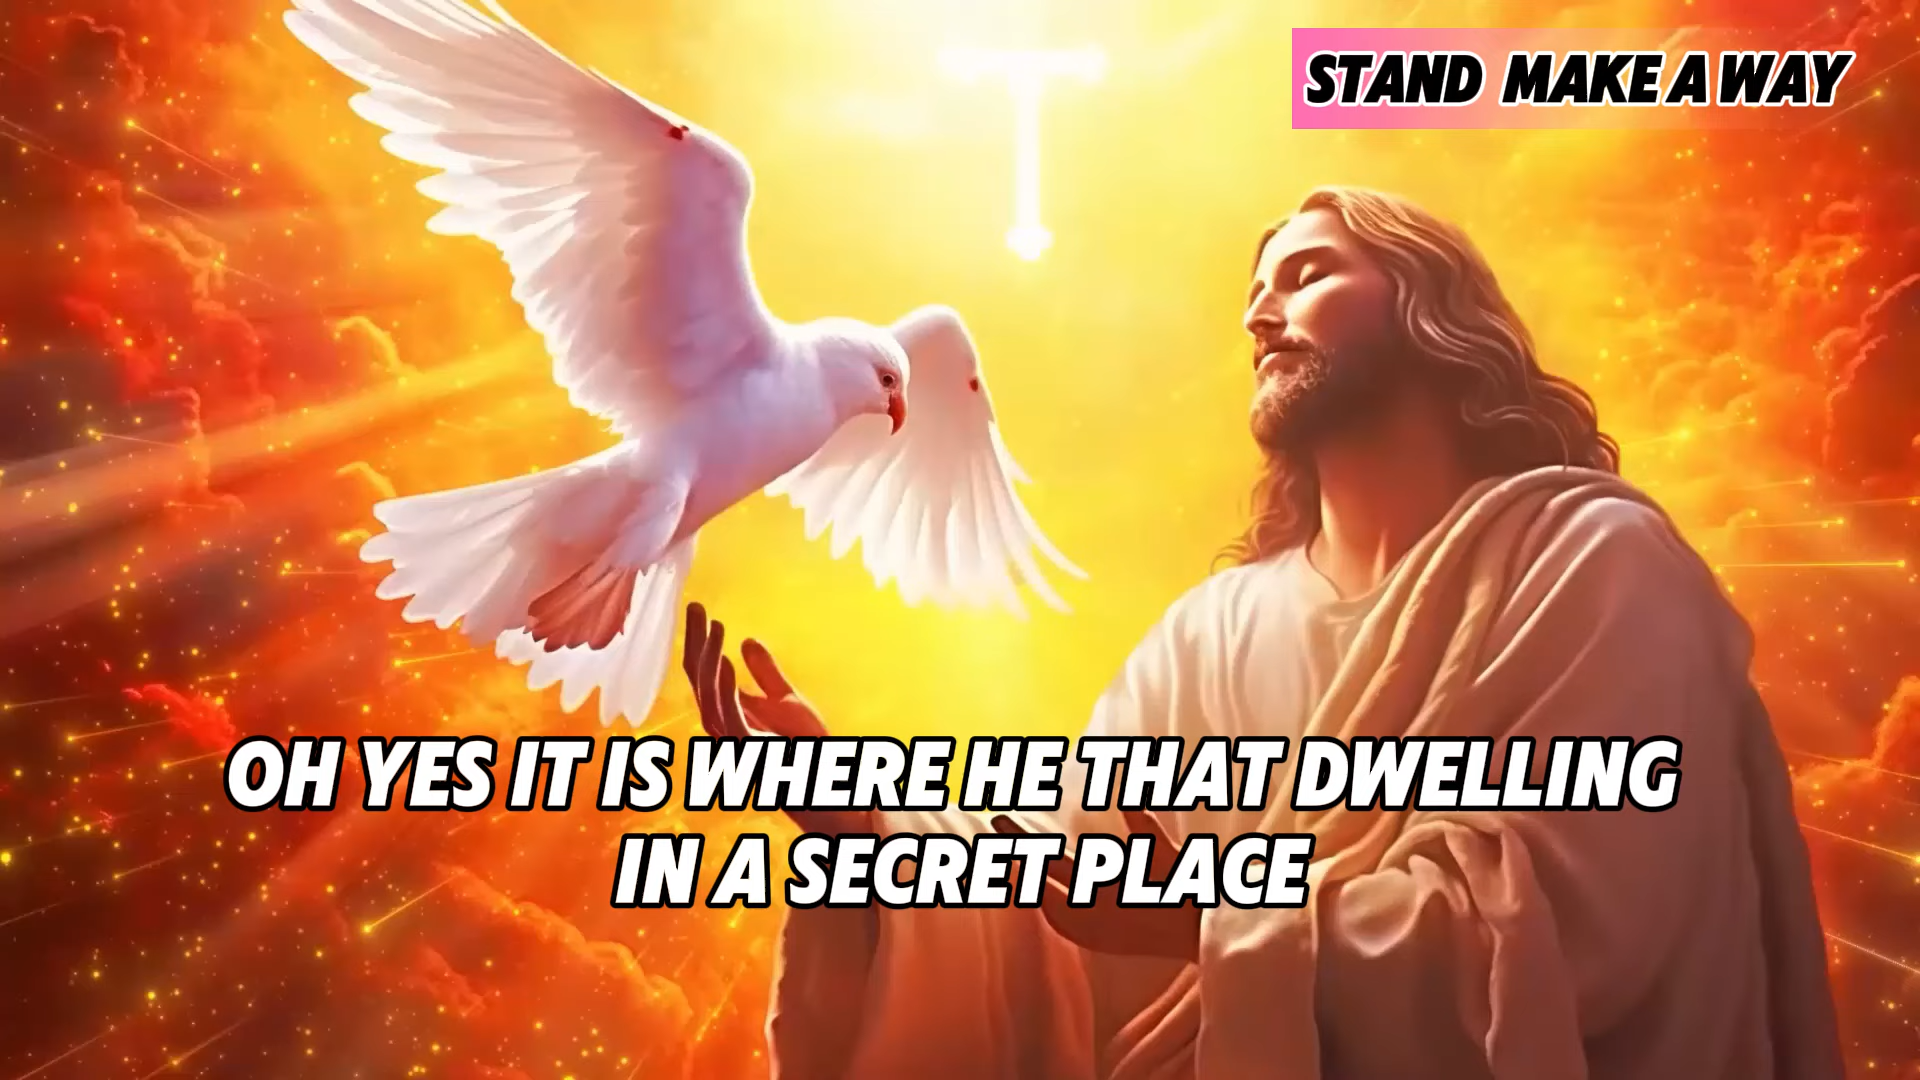 STAND MAKE A WAY
OH YES IT IS WHERE HE THAT DWELLING
IN A SECRET PLACE